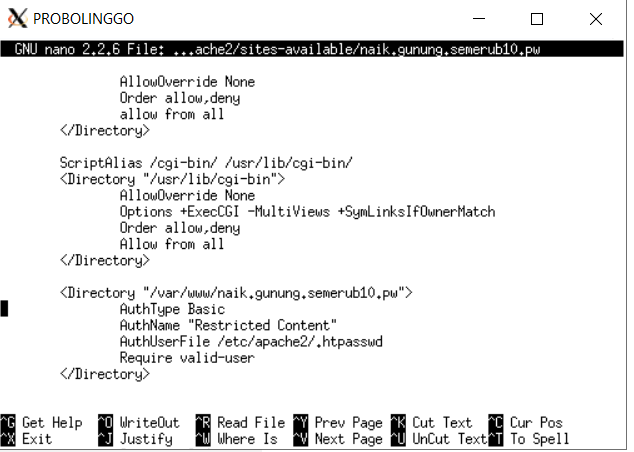 PROBOLINGGO
GNU nano 2.2.6 File: ...ache2/sites-available/naik.gunung.semerub10.pw
AllowOverride None
Order allow,deny
allow from all
</Directory>
ScriptAlias /cgi-bin/ /usr/lib/cgi-bin/
<Directory "/usr/lib/cgi-bin">
AllowOverride None
Options +ExecCGI -MultiViews +SymLinksIfOwnerMatch
Order allow,deny
Allow from all
</Directory>
<Directory "/var/www/naik.gunung.semerub10.pw">
AuthType Basic
AuthName "Restricted Content"
AuthUserFile /etc/apache2/.htpasswd
Require valid-user
</Directory>
^G Get Help ^O WriteOut ^R Read File ^Y Prev Page ^K Cut Text ^C Cur Pos
^X Exit ^J Justify ^W Where Is ^V Next Page ^U UnCut Text ^T To Spell